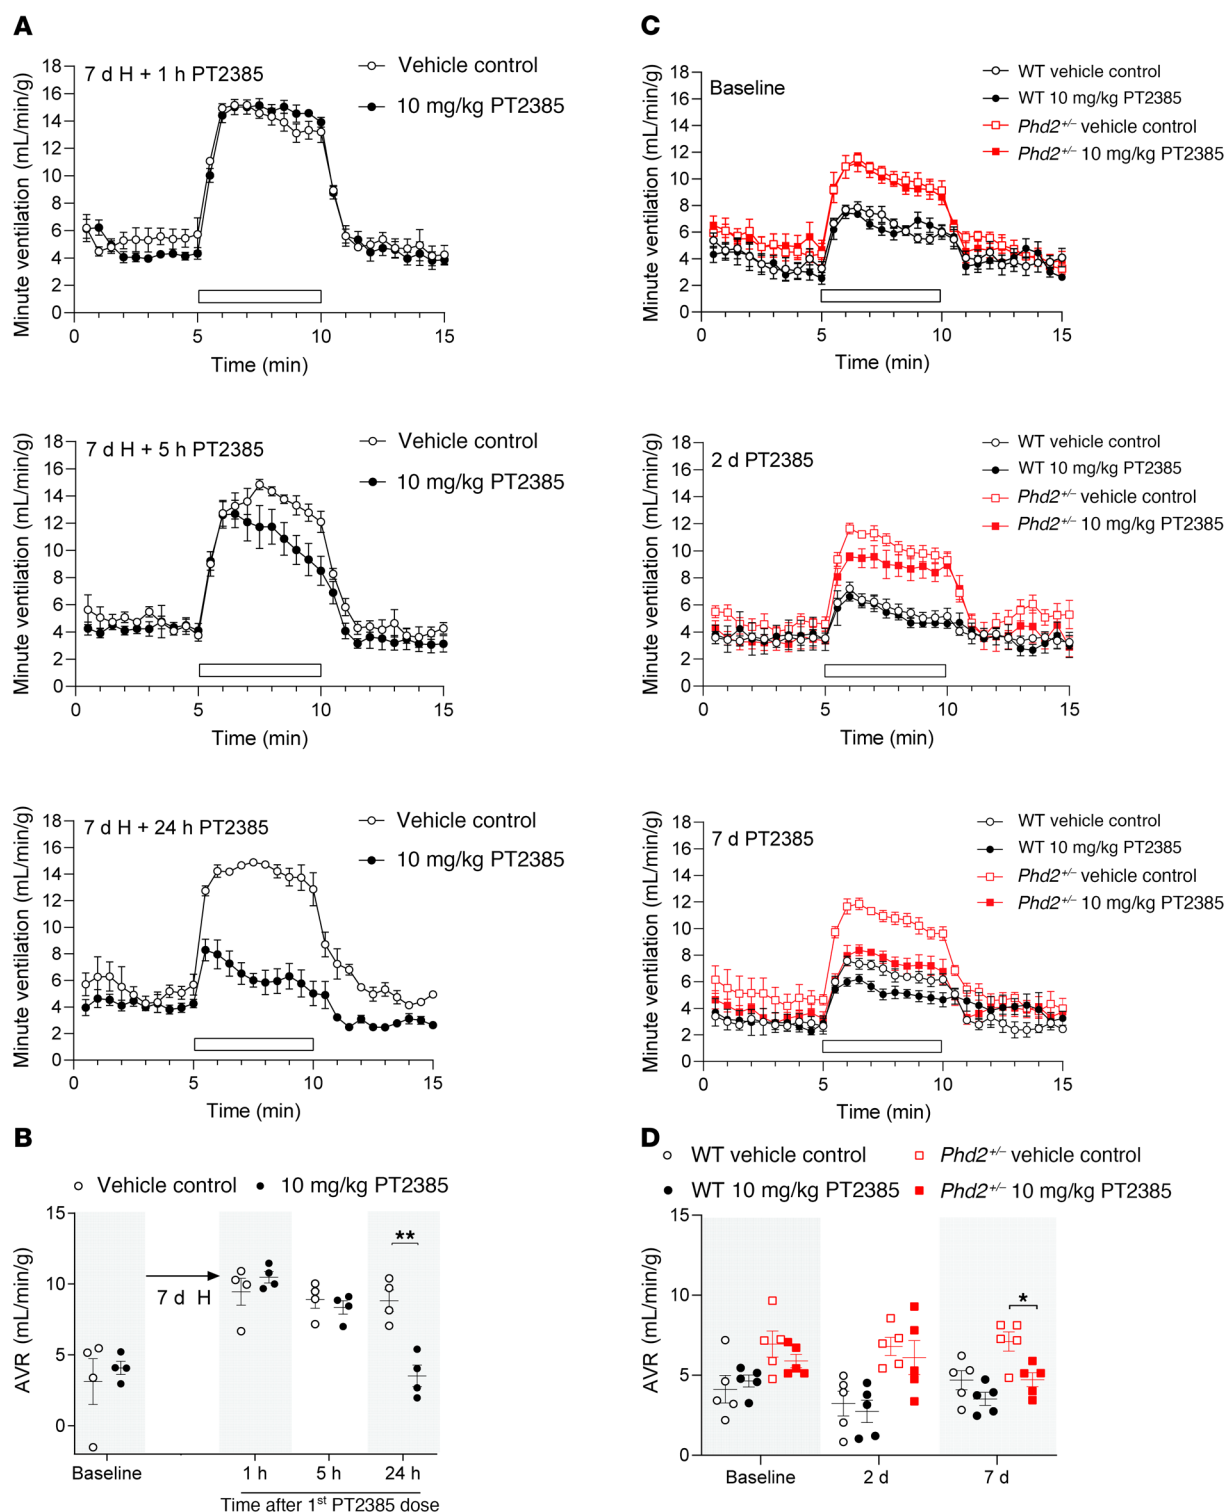 A
Minute ventilation (mL/min/g)
7 d H + 1 h PT2385
Vehicle control
10 mg/kg PT2385
18
16
14
12
10
8
6
4
2
0
0 5 10 15
Time (min)
Minute ventilation (mL/min/g)
7 d H + 5 h PT2385
Vehicle control
10 mg/kg PT2385
18
16
14
12
10
8
6
4
2
0
0 5 10 15
Time (min)
Minute ventilation (mL/min/g)
7 d H + 24 h PT2385
Vehicle control
10 mg/kg PT2385
18
16
14
12
10
8
6
4
2
0
0 5 10 15
Time (min)
B
Vehicle control 10 mg/kg PT2385
AVR (mL/min/g)
15
10
5
0
7 d H
**
Baseline 1 h 5 h 24 h
Time after 1st PT2385 dose
C
Minute ventilation (mL/min/g)
Baseline
WT vehicle control
WT 10 mg/kg PT2385
Phd2+/– vehicle control
Phd2+/– 10 mg/kg PT2385
18
16
14
12
10
8
6
4
2
0
0 5 10 15
Time (min)
Minute ventilation (mL/min/g)
2 d PT2385
WT vehicle control
WT 10 mg/kg PT2385
Phd2+/– vehicle control
Phd2+/– 10 mg/kg PT2385
18
16
14
12
10
8
6
4
2
0
0 5 10 15
Time (min)
Minute ventilation (mL/min/g)
7 d PT2385
WT vehicle control
WT 10 mg/kg PT2385
Phd2+/– vehicle control
Phd2+/– 10 mg/kg PT2385
18
16
14
12
10
8
6
4
2
0
0 5 10 15
Time (min)
D
WT vehicle control Phd2+/– vehicle control
WT 10 mg/kg PT2385 Phd2+/– 10 mg/kg PT2385
AVR (mL/min/g)
15
10
5
0
*
Baseline 2 d 7 d